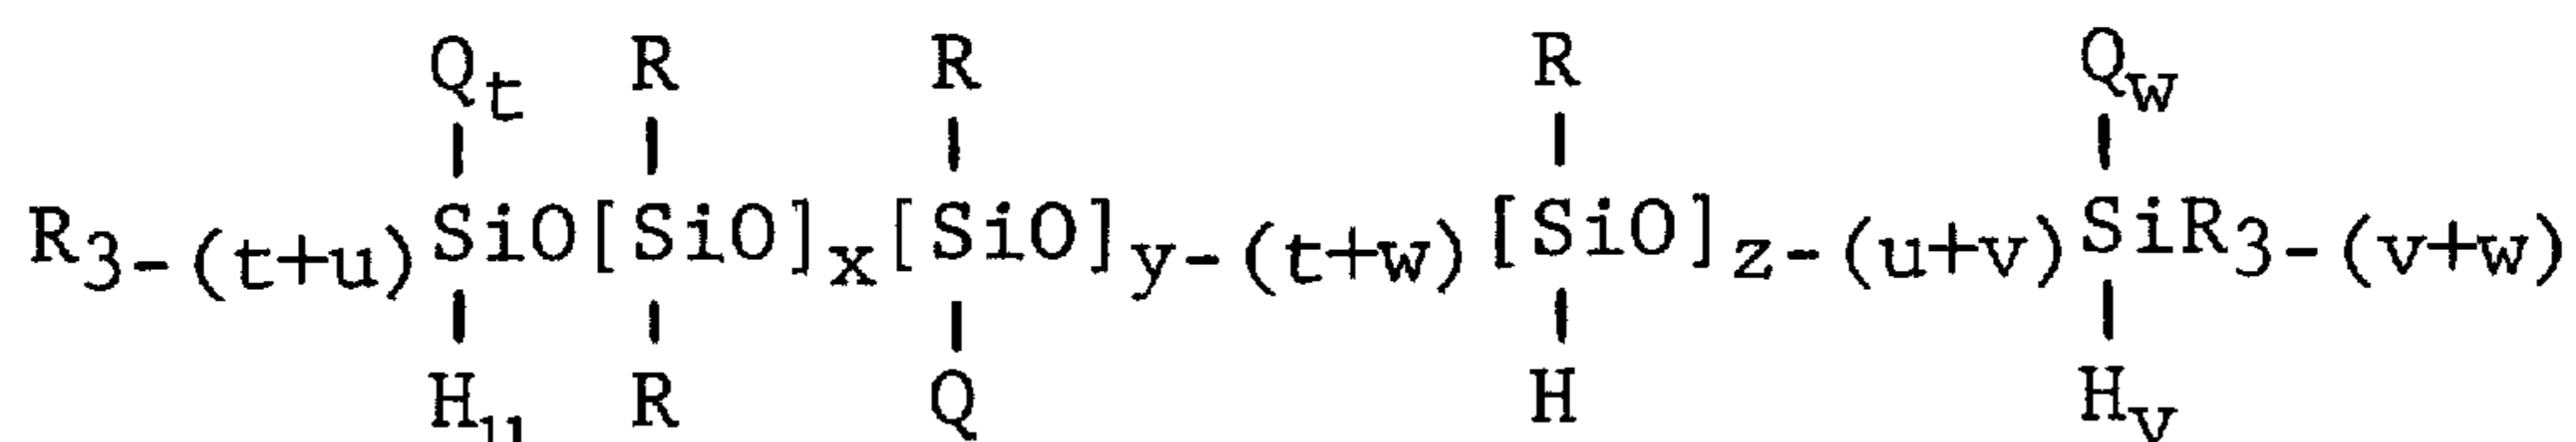 Qt R R R Qw
R3-(t+u)SiO[SiO]x[SiO]y-(t+w)[SiO]z-(u+v)SiR3-(v+w)
Hu R Q H Hv